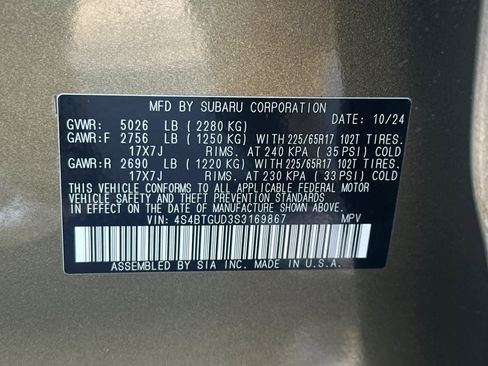 MFD BY SUBARU CORPORATION
DATE: 10/24
GVWR: 5026 LB (2280 KG)
GAWR:F 2756 LB (1250 KG) WITH 225/65R17 102T TIRES.
17X7J RIMS. AT 240 KPA (35 PSI) COLD
GAWR:R 2690 LB (1220 KG) WITH 225/65R17 102T TIRES.
17X7J RIMS. AT 230 KPA (33 PSI) COLD
THIS VEHICLE CONFORMS TO ALL APPLICABLE FEDERAL MOTOR
VEHICLE SAFETY STANDARDS IN EFFECT ON THE DATE OF
MANUFACTURE SHOWN ABOVE.
VIN: 4S4BTGUD3S3169867 MPV
ASSEMBLED BY SIA INC. MADE IN U.S.A.